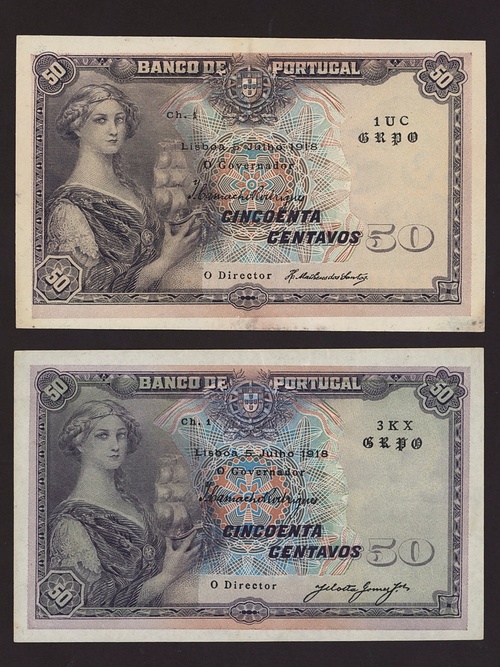 50 BANCO DE PORTUGAL 50
Ch. 1
1UC
GRPO
Lisboa, 5 Julho 1918
O Governador
CINCOENTA
CENTAVOS 50
50 O Director
50 BANCO DE PORTUGAL 50
Ch. 1
3KX
GRPO
Lisboa, 5 Julho 1918
O Governador
CINCOENTA
CENTAVOS 50
50 O Director